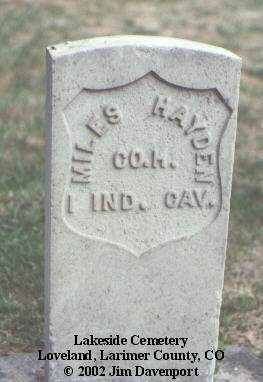 MILES HAYDEN
CO. H.
1 IND. CAV.
Lakeside Cemetery
Loveland, Larimer County, CO
© 2002 Jim Davenport